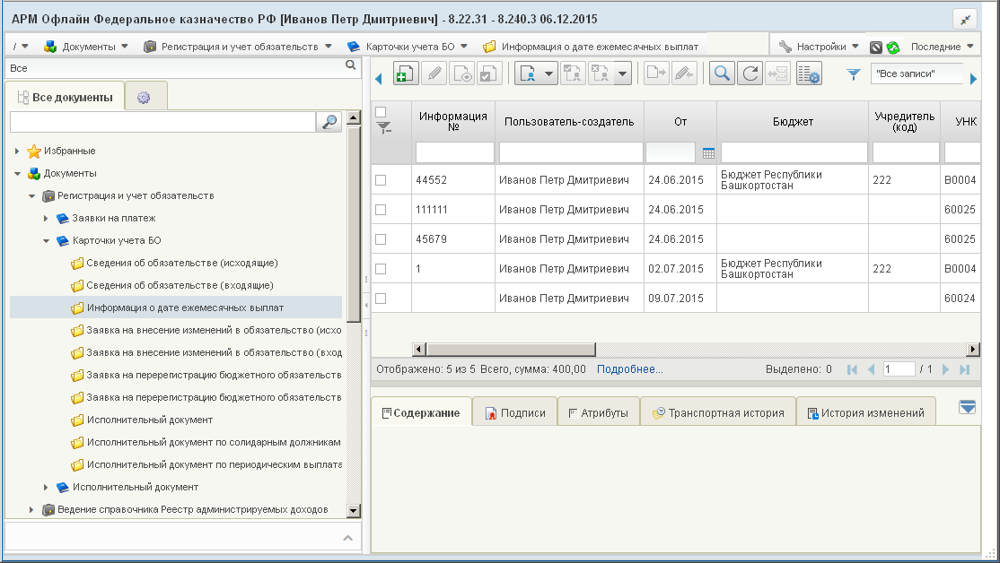 АРМ Офлайн Федеральное казначество РФ [Иванов Петр Дмитриевич] - 8.22.31 - 8.240.3 06.12.2015
/ Документы Регистрация и учет обязательств Карточки учета БО Информация о дате ежемесячных выплат Настройки Последние
Все
"Все записи"
Все документы
Избранные
Документы
Регистрация и учет обязательств
Заявки на платеж
Карточки учета БО
Сведения об обязательстве (исходящие)
Сведения об обязательстве (входящие)
Информация о дате ежемесячных выплат
Заявка на внесение изменений в обязательство (исхо
Заявка на внесение изменений в обязательство (вход
Заявка на перерегистрацию бюджетного обязательств
Заявка на перерегистрацию бюджетного обязательств
Исполнительный документ
Исполнительный документ по солидарным должникам
Исполнительный документ по периодическим выплата
Исполнительный документ
Ведение справочника Реестр администрируемых доходов
Информация № Пользователь-создатель От Бюджет Учредитель (код) УНК
44552 Иванов Петр Дмитриевич 24.06.2015 Бюджет Республики Башкортостан 222 В0004
111111 Иванов Петр Дмитриевич 24.06.2015 60025
45679 Иванов Петр Дмитриевич 24.06.2015 60025
1 Иванов Петр Дмитриевич 02.07.2015 Бюджет Республики Башкортостан 222 В0004
Иванов Петр Дмитриевич 09.07.2015 60024
Отображено: 5 из 5 Всего, сумма: 400,00 Подробнее... Выделено: 0 1 / 1
Содержание Подписи Атрибуты Транспортная история История изменений